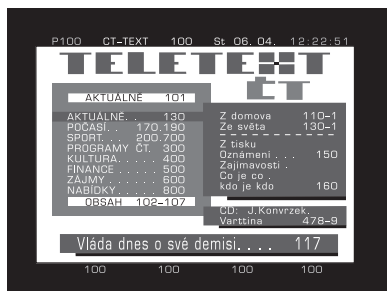 P100 CT-TEXT 100 St 06. 04. 12:22:51
TELETEXT
ČT
AKTUÁLNĚ 101
AKTUÁLNĚ. . 130
POČASÍ. . 170.190
SPORT. . . 200.700
PROGRAMY ČT. 300
KULTURA. . . . . 400
FINANCE . . . . . 500
ZÁJMY. . . . . . 600
NABÍDKY. . . . . 800
OBSAH 102–107
Z domova 110–1
Ze světa 130–1
Z tisku
Oznámení . . . 150
Zajímavosti .
Co je co .
kdo je kdo 160
CD: J.Konvrzek.
Varttina 478–9
Vláda dnes o své demisi. . . . 117
100 100 100 100